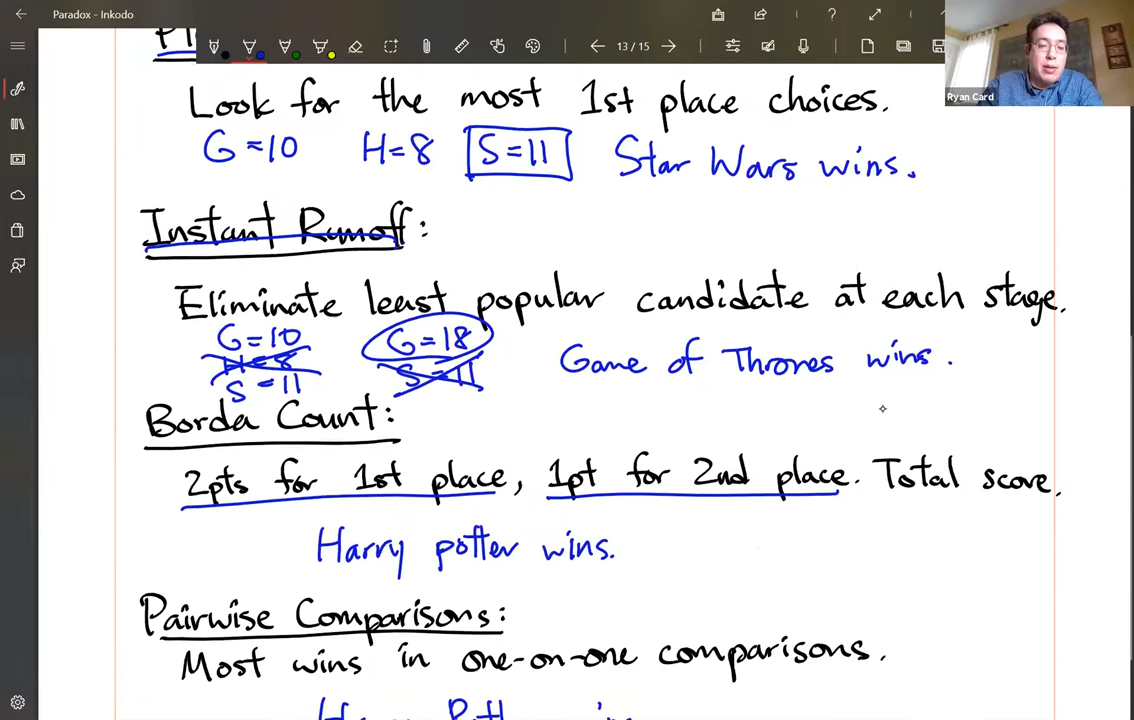 Paradox - Inkodo
13 / 15
Ryan Card
Look for the most 1st place choices.
G=10 H=8 S=11 Star Wars wins.
Instant Runoff:
Eliminate least popular candidate at each stage.
G=10 G=18
H=8 S=11 Game of Thrones wins.
S=11
Borda Count:
2pts for 1st place, 1pt for 2nd place. Total score.
Harry potter wins.
Pairwise Comparisons:
Most wins in one-on-one comparisons.